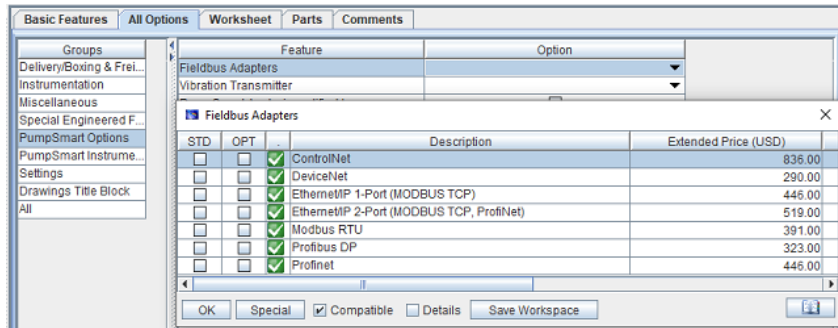 Basic Features All Options Worksheet Parts Comments
Groups Feature Option
Delivery/Boxing & Frei... Fieldbus Adapters
Instrumentation Vibration Transmitter
Miscellaneous
Special Engineered F... Fieldbus Adapters
PumpSmart Options STD OPT . Description Extended Price (USD)
PumpSmart Instrume... ControlNet 836.00
Settings DeviceNet 290.00
Drawings Title Block Ethernet/IP 1-Port (MODBUS TCP) 446.00
All Ethernet/IP 2-Port (MODBUS TCP, ProfiNet) 519.00
Modbus RTU 391.00
Profibus DP 323.00
Profinet 446.00
OK Special Compatible Details Save Workspace